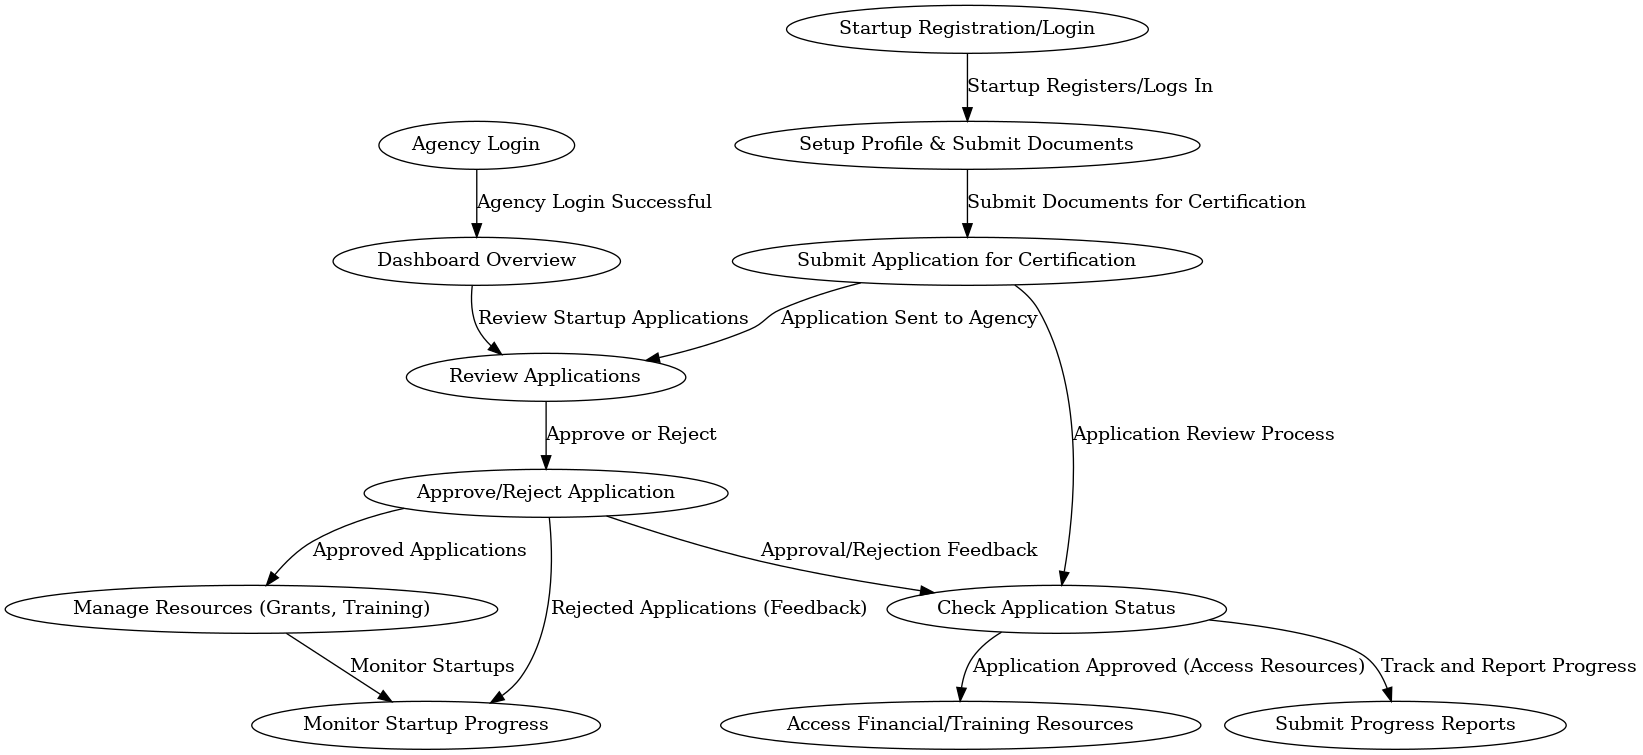 Startup Registration/Login
Startup Registers/Logs In
Agency Login
Setup Profile & Submit Documents
Agency Login Successful
Submit Documents for Certification
Dashboard Overview
Submit Application for Certification
Review Startup Applications
Application Sent to Agency
Review Applications
Approve or Reject
Application Review Process
Approve/Reject Application
Approved Applications
Approval/Rejection Feedback
Manage Resources (Grants, Training)
Rejected Applications (Feedback)
Check Application Status
Monitor Startups
Application Approved (Access Resources)
Track and Report Progress
Monitor Startup Progress
Access Financial/Training Resources
Submit Progress Reports